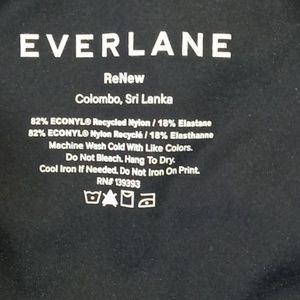 EVERLANE
ReNew
Colombo, Sri Lanka
82% ECONYL® Recycled Nylon / 18% Elastane
82% ECONYL® Nylon Recyclé / 18% Elasthanne
Machine Wash Cold With Like Colors.
Do Not Bleach. Hang To Dry.
Cool Iron If Needed. Do Not Iron On Print.
RN# 139393